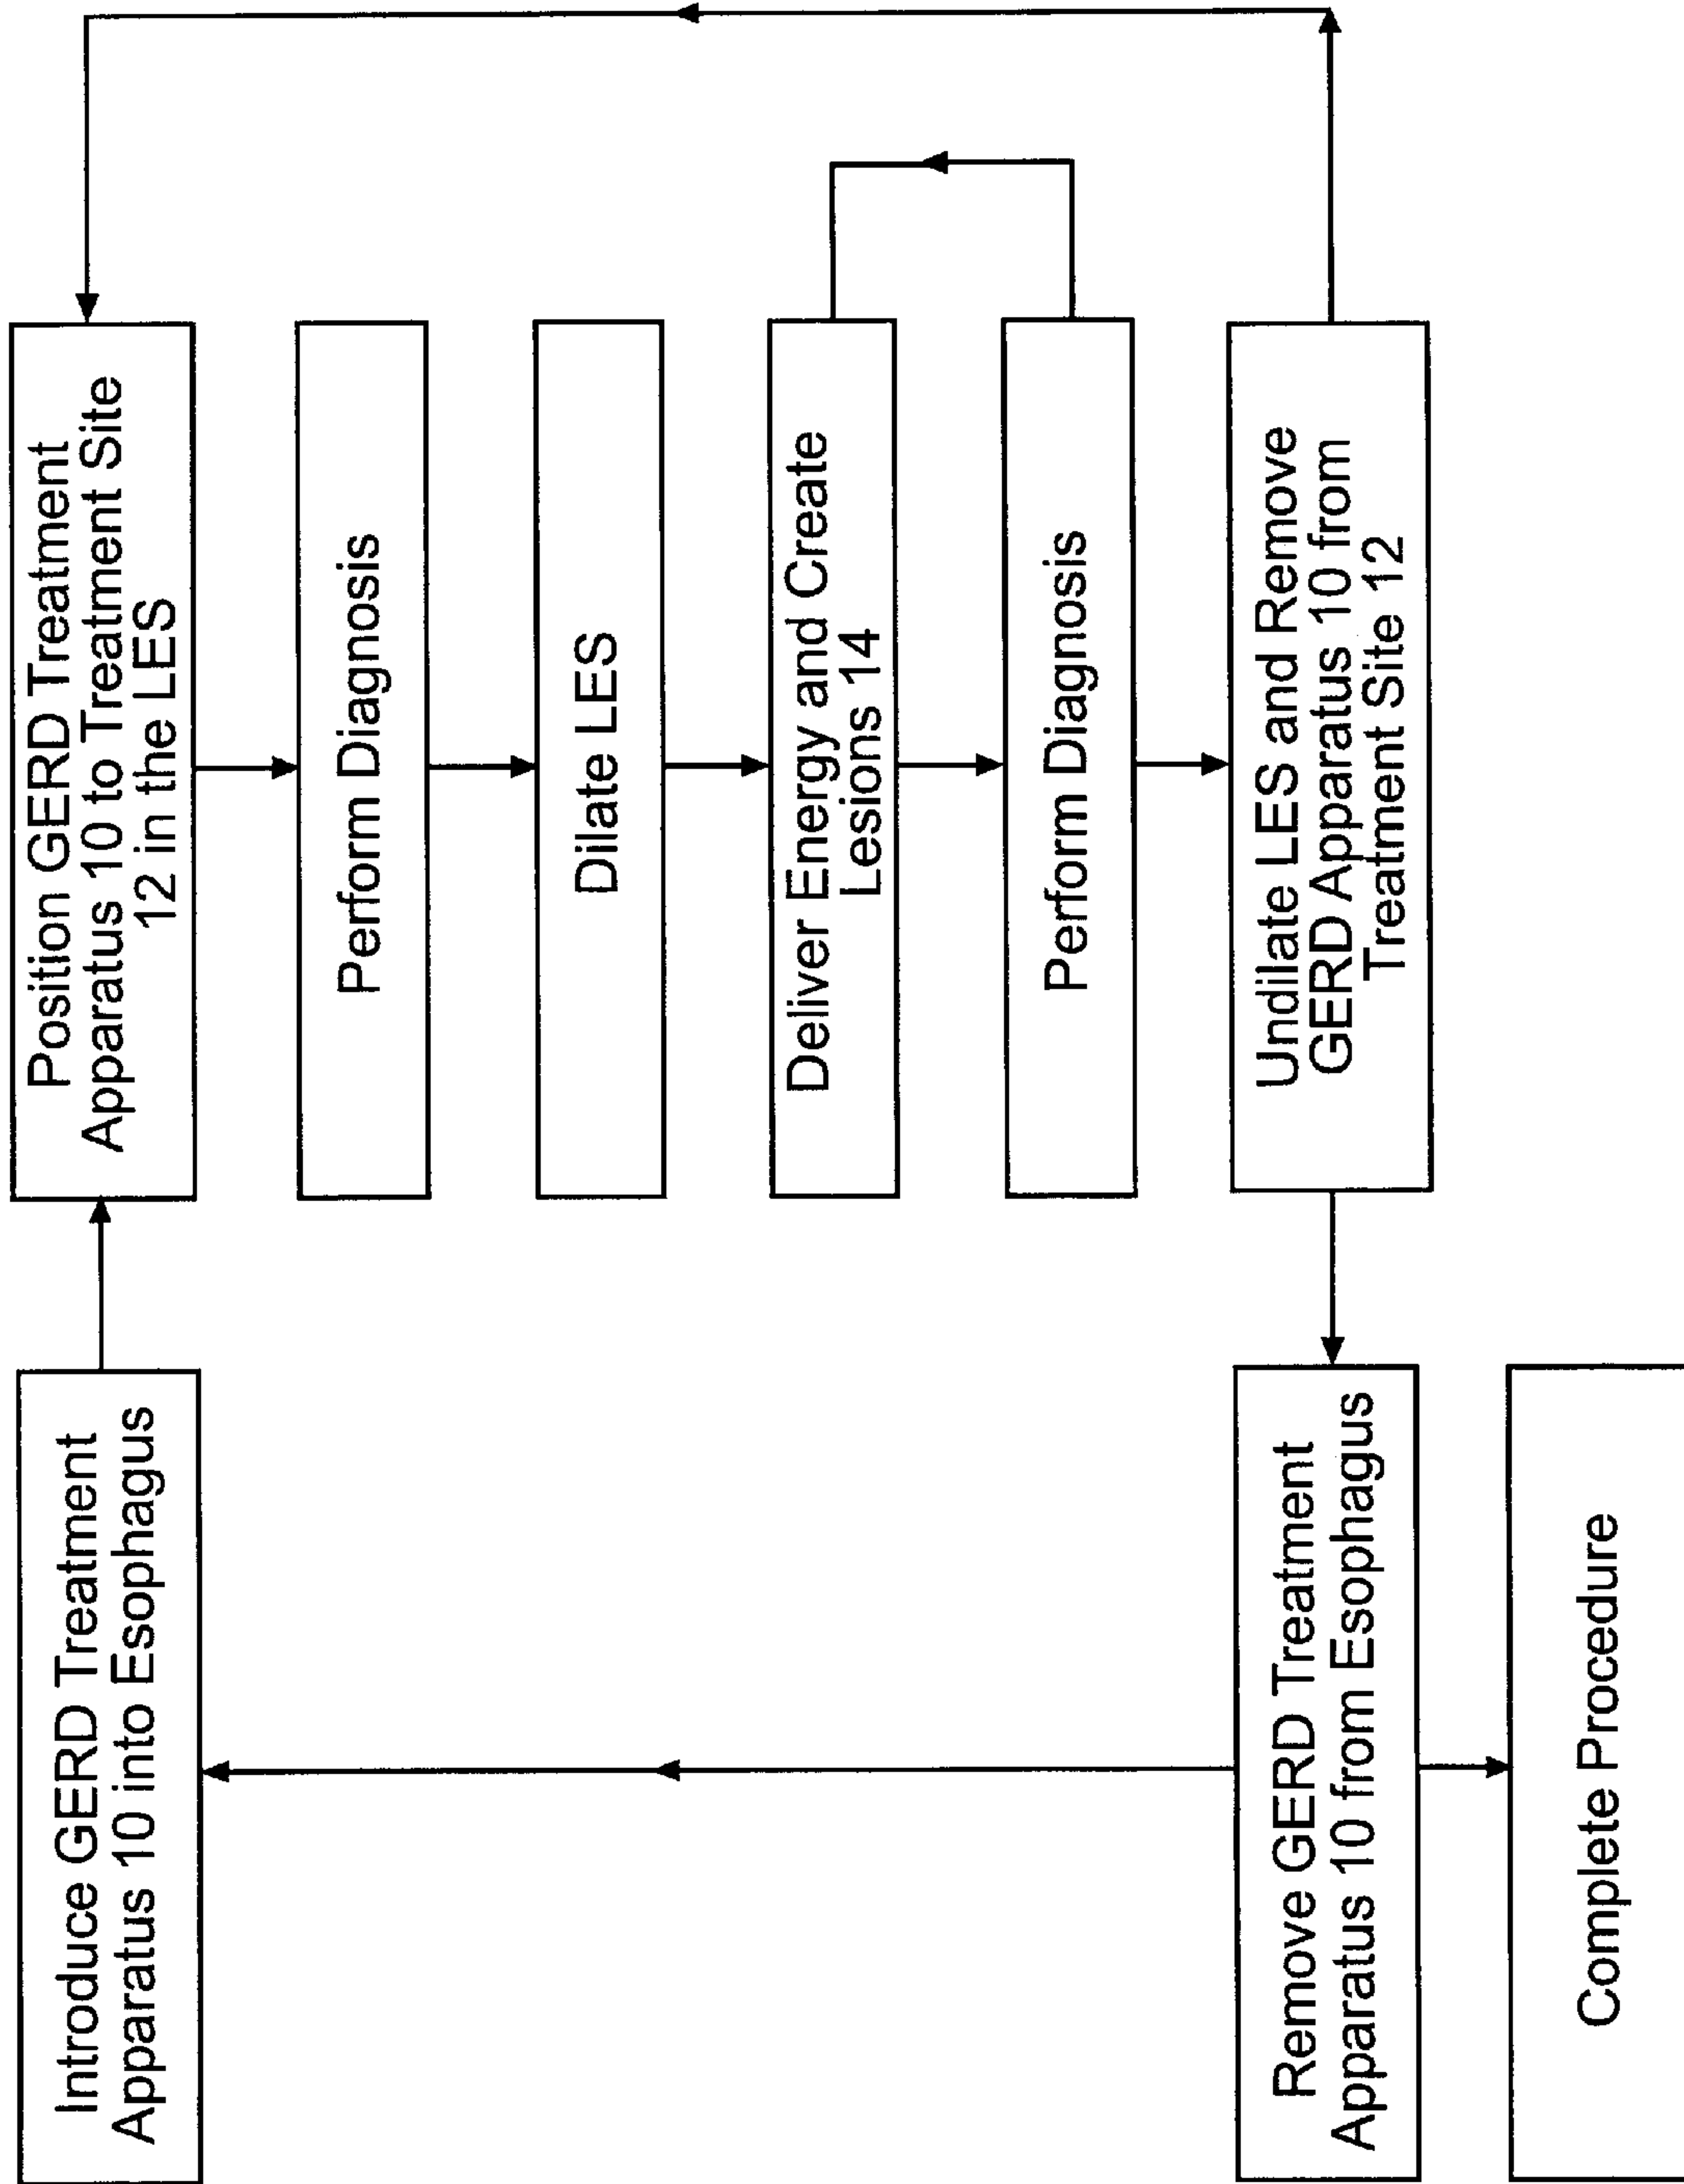 Introduce GERD Treatment
Apparatus 10 into Esophagus
Position GERD Treatment
Apparatus 10 to Treatment Site
12 in the LES
Perform Diagnosis
Dilate LES
Deliver Energy and Create
Lesions 14
Perform Diagnosis
Undilate LES and Remove
GERD Apparatus 10 from
Treatment Site 12
Remove GERD Treatment
Apparatus 10 from Esophagus
Complete Procedure